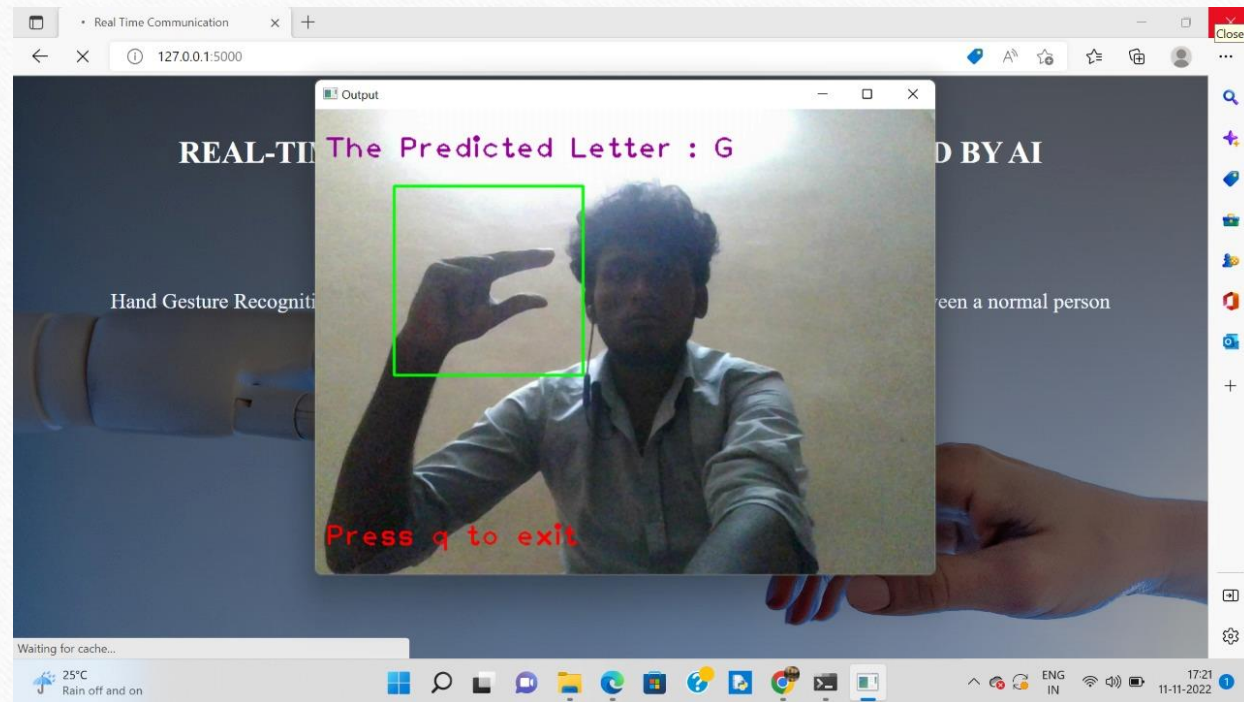 Real Time Communication
127.0.0.1:5000
Close
Output
The Predicted Letter : G
REAL-TI
D BY AI
Hand Gesture Recogniti
een a normal person
Press q to exit
Waiting for cache...
25°C
Rain off and on
ENG
IN
17:21
11-11-2022
1